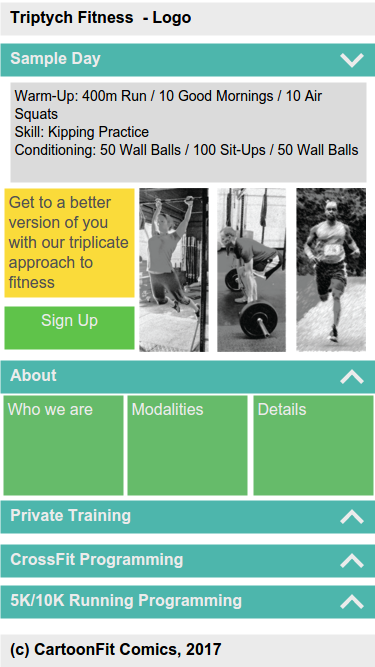 Triptych Fitness  - Logo
Sample Day
Warm-Up: 400m Run / 10 Good Mornings / 10 Air
Squats
Skill: Kipping Practice
Conditioning: 50 Wall Balls / 100 Sit-Ups / 50 Wall Balls
Get to a better
version of you
with our triplicate
approach to
fitness
Sign Up
About
Who we are
Modalities
Details
Private Training
CrossFit Programming
5K/10K Running Programming
(c) CartoonFit Comics, 2017